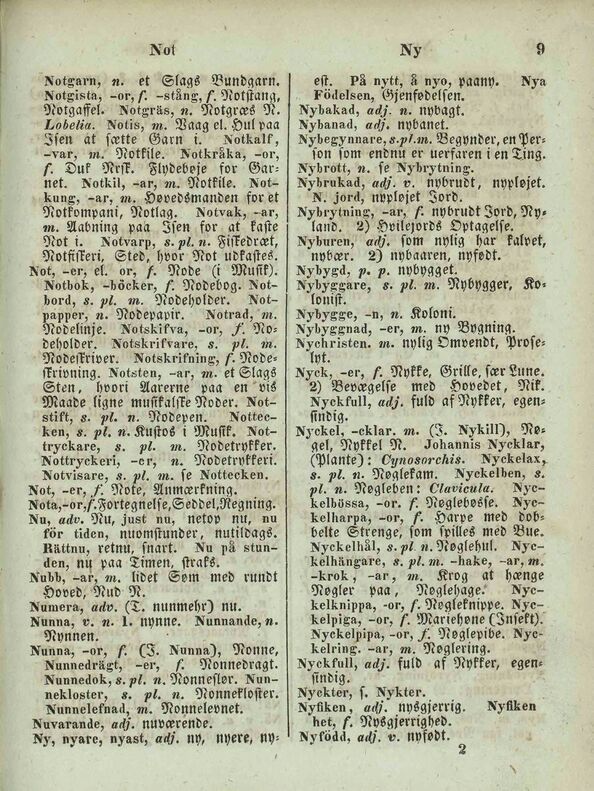 Not
Ny
9
Notgarn, n. et Slags Bundgarn.
Notgista, -or, f. -stång, f. Notstang,
Notgaffel. Notgräs, n. Notgræs N.
Lobelia. Notis, m. Vaag el. Hul paa
Isen at sætte Garn i. Notkalf,
-var, m. Notkile. Notkråka, -or,
f. Duk Nrsk. Flydebøje for Gar-
net. Notkil, -ar, m. Notkile. Not-
kung, -ar, m. Hovedsmanden for et
Notkompani, Notlag. Notvak, -ar,
m. Aabning paa Isen for at kaste
Not i. Notvarp, s. pl. n. Fiskedræt,
Notfiskeri, Sted, hvor Not udkastes.
Not, -er, el. or, f. Node (i Musik).
Notbok, -böcker, f. Nodebog. Not-
bord, s. pl. m. Nodeholder. Not-
papper, n. Nodepapir. Notrad, m.
Nodelinje. Notskifva, -or, f. No-
deholder. Notskrifvare, s. pl. m.
Nodeskriver. Notskrifning, f. Node-
skrivning. Notsten, -ar, m. et Slags
Sten, hvori Aarerne paa en vis
Maade ligne musikalske Noder. Not-
stift, s. pl. n. Nodepen. Nottec-
ken, s. pl. n. Kustos i Musik. Not-
tryckare, s. pl. m. Nodetrykker.
Nottryckeri, -er, n. Nodetrykkeri.
Notvisare, s. pl. m. se Nottecken.
Not, -er, f. Note, Anmærkning.
Nota,-or, f. Fortegnelse, Seddel, Regning.
Nu, adv. Nu, just nu, netop nu, nu
för tiden, nuomstunder, nutildags.
Rättnu, retnu, snart. Nu på stun-
den, nu paa Timen, straks.
Nubb, -ar, m. lidet Søm med rundt
Hoved, Nud N.
Numera, adv. (T. nunmehr) nu.
Nunna, v. n. 1. nynne. Nunnande, n.
Nynnen.
Nunna, -or, f. (J. Nunna), Nonne,
Nunnedrägt, -er, f. Nonnedragt.
Nunnedok, s. pl. n. Nonneslør. Nun-
nekloster, s. pl. n. Nonnekloster.
Nunnelefnad, m. Nonnelevnet.
Nuvarande, adj. nuværende.
Ny, nyare, nyast, adj. ny, nyere, ny-
est. På nytt, å nyo, paany. Nya
Födelsen, Gjenfødelsen.
Nybakad, adj. n. nybagt.
Nybanad, adj. nybanet.
Nybegynnare, s. pl. m. Begynder, en Per-
son som endnu er uerfaren i en Ting.
Nybrott, n. se Nybrytning.
Nybrukad, adj. v. nybrudt, nypløjet.
N. jord, nypløjet Jord.
Nybrytning, -ar, f. nybrudt Jord, Ny-
land. 2) Hvilejords Optagelse.
Nyburen, adj. som nylig har kalvet,
nybær. 2) nybaaren, nyfødt.
Nybygd, p. p. nybygget.
Nybyggare, s. pl. m. Nybygger, Ko-
lonist.
Nybygge, -n, n. Koloni.
Nybyggnad, -er, m. ny Bygning.
Nychristen. m. nylig Omvendt, Prose-
lyt.
Nyck, -er, f. Nykke, Grille, sær Lune.
2) Bevægelse med Hovedet, Nik.
Nyckfull, adj. fuld af Nykker, egen-
sindig.
Nyckel, -cklar. m. (J. Nykill), Nø-
gel, Nykkel N. Johannis Nycklar,
(Plante): Cynosorchis. Nyckelax,
s. pl. n. Nøglekam. Nyckelben, s.
pl. n. Nøgleben: Clavicula. Nyc-
kelbössa, -or. f. Nøglebøsse. Nyc-
kelharpa, -or, f. Harpe med dob-
belte Strenge, som spilles med Bue.
Nyckelhål, s. pl n. Nøglehul. Nyc-
kelhängare, s. pl. m. -hake, -ar, m.
-krok, -ar, m. Krog at hænge
Nøgler paa, Nøglehage. Nyc-
kelknippa, -or, f. Nøgleknippe. Nyc-
kelpiga, -or, f. Mariehøne (Insekt).
Nyckelpipa, -or, f. Nøglepibe. Nyc-
kelring. -ar, m. Nøglering.
Nyckfull, adj. fuld af Nykker, egen-
sindig.
Nyckter, s. Nykter.
Nyfiken, adj. nysgjerrig. Nyfiken
het, f. Nysgjerrighed.
Nyfödd, adj. v. nyfødt.
2